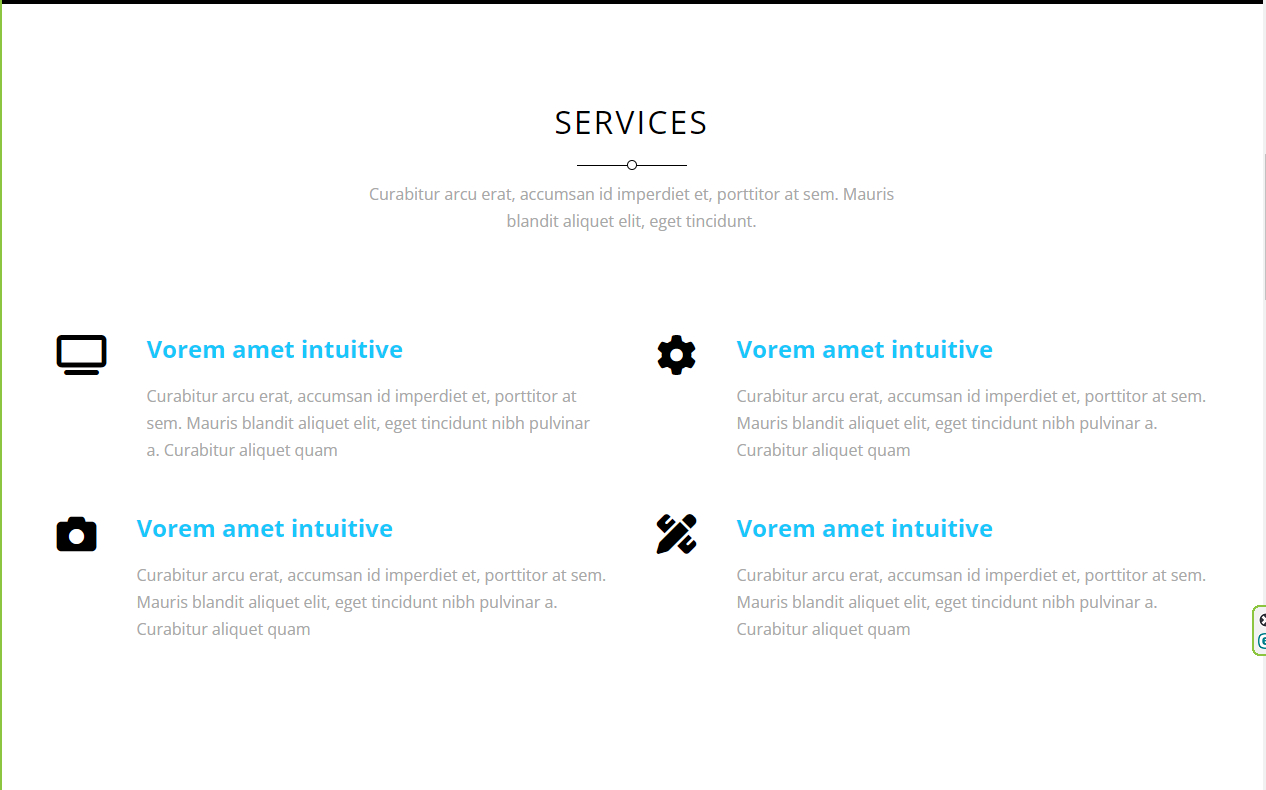 SERVICES
Curabitur arcu erat, accumsan id imperdiet et, porttitor at sem. Mauris
blandit aliquet elit, eget tincidunt.
Vorem amet intuitive
Curabitur arcu erat, accumsan id imperdiet et, porttitor at
sem. Mauris blandit aliquet elit, eget tincidunt nibh pulvinar
a. Curabitur aliquet quam
Vorem amet intuitive
Curabitur arcu erat, accumsan id imperdiet et, porttitor at sem.
Mauris blandit aliquet elit, eget tincidunt nibh pulvinar a.
Curabitur aliquet quam
Vorem amet intuitive
Curabitur arcu erat, accumsan id imperdiet et, porttitor at sem.
Mauris blandit aliquet elit, eget tincidunt nibh pulvinar a.
Curabitur aliquet quam
Vorem amet intuitive
Curabitur arcu erat, accumsan id imperdiet et, porttitor at sem.
Mauris blandit aliquet elit, eget tincidunt nibh pulvinar a.
Curabitur aliquet quam